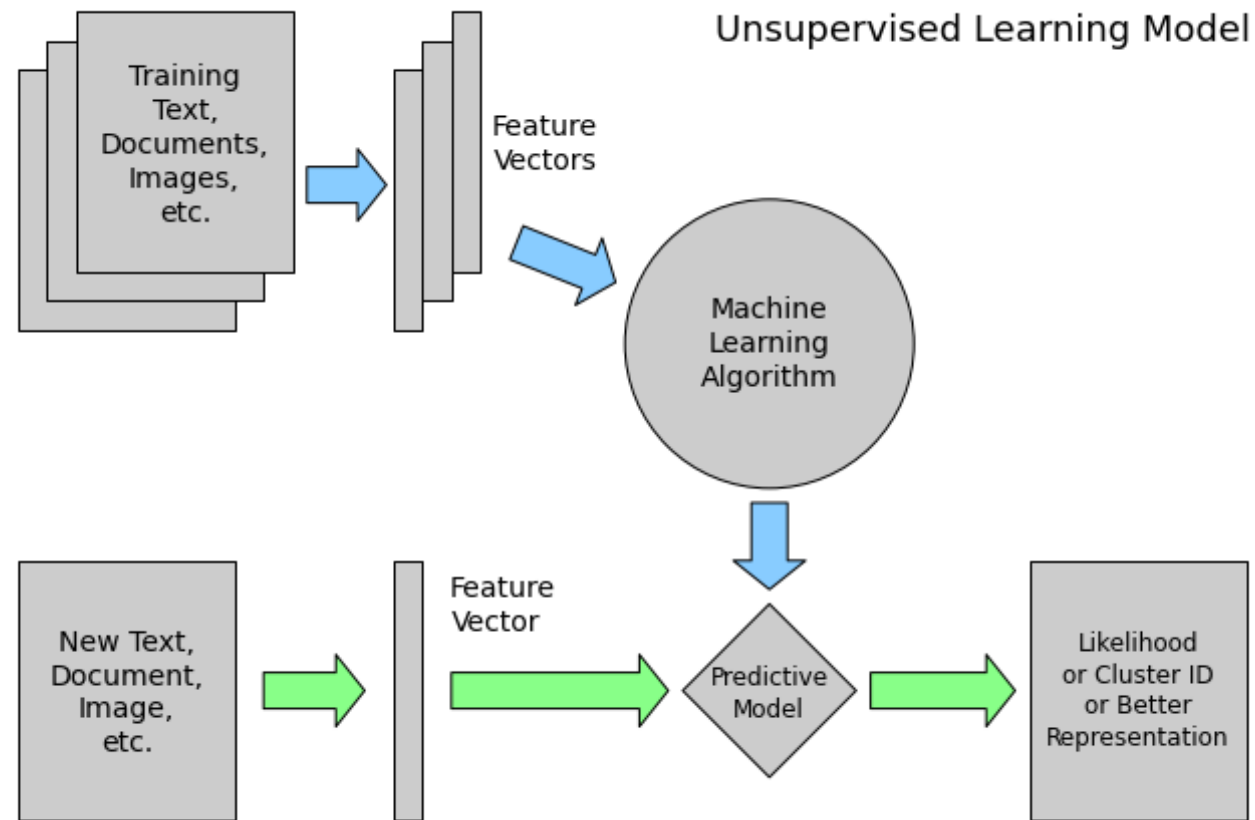 Unsupervised Learning Model
Training
Text,
Documents,
Images,
etc.
Feature
Vectors
Machine
Learning
Algorithm
New Text,
Document,
Image,
etc.
Feature
Vector
Predictive
Model
Likelihood
or Cluster ID
or Better
Representation